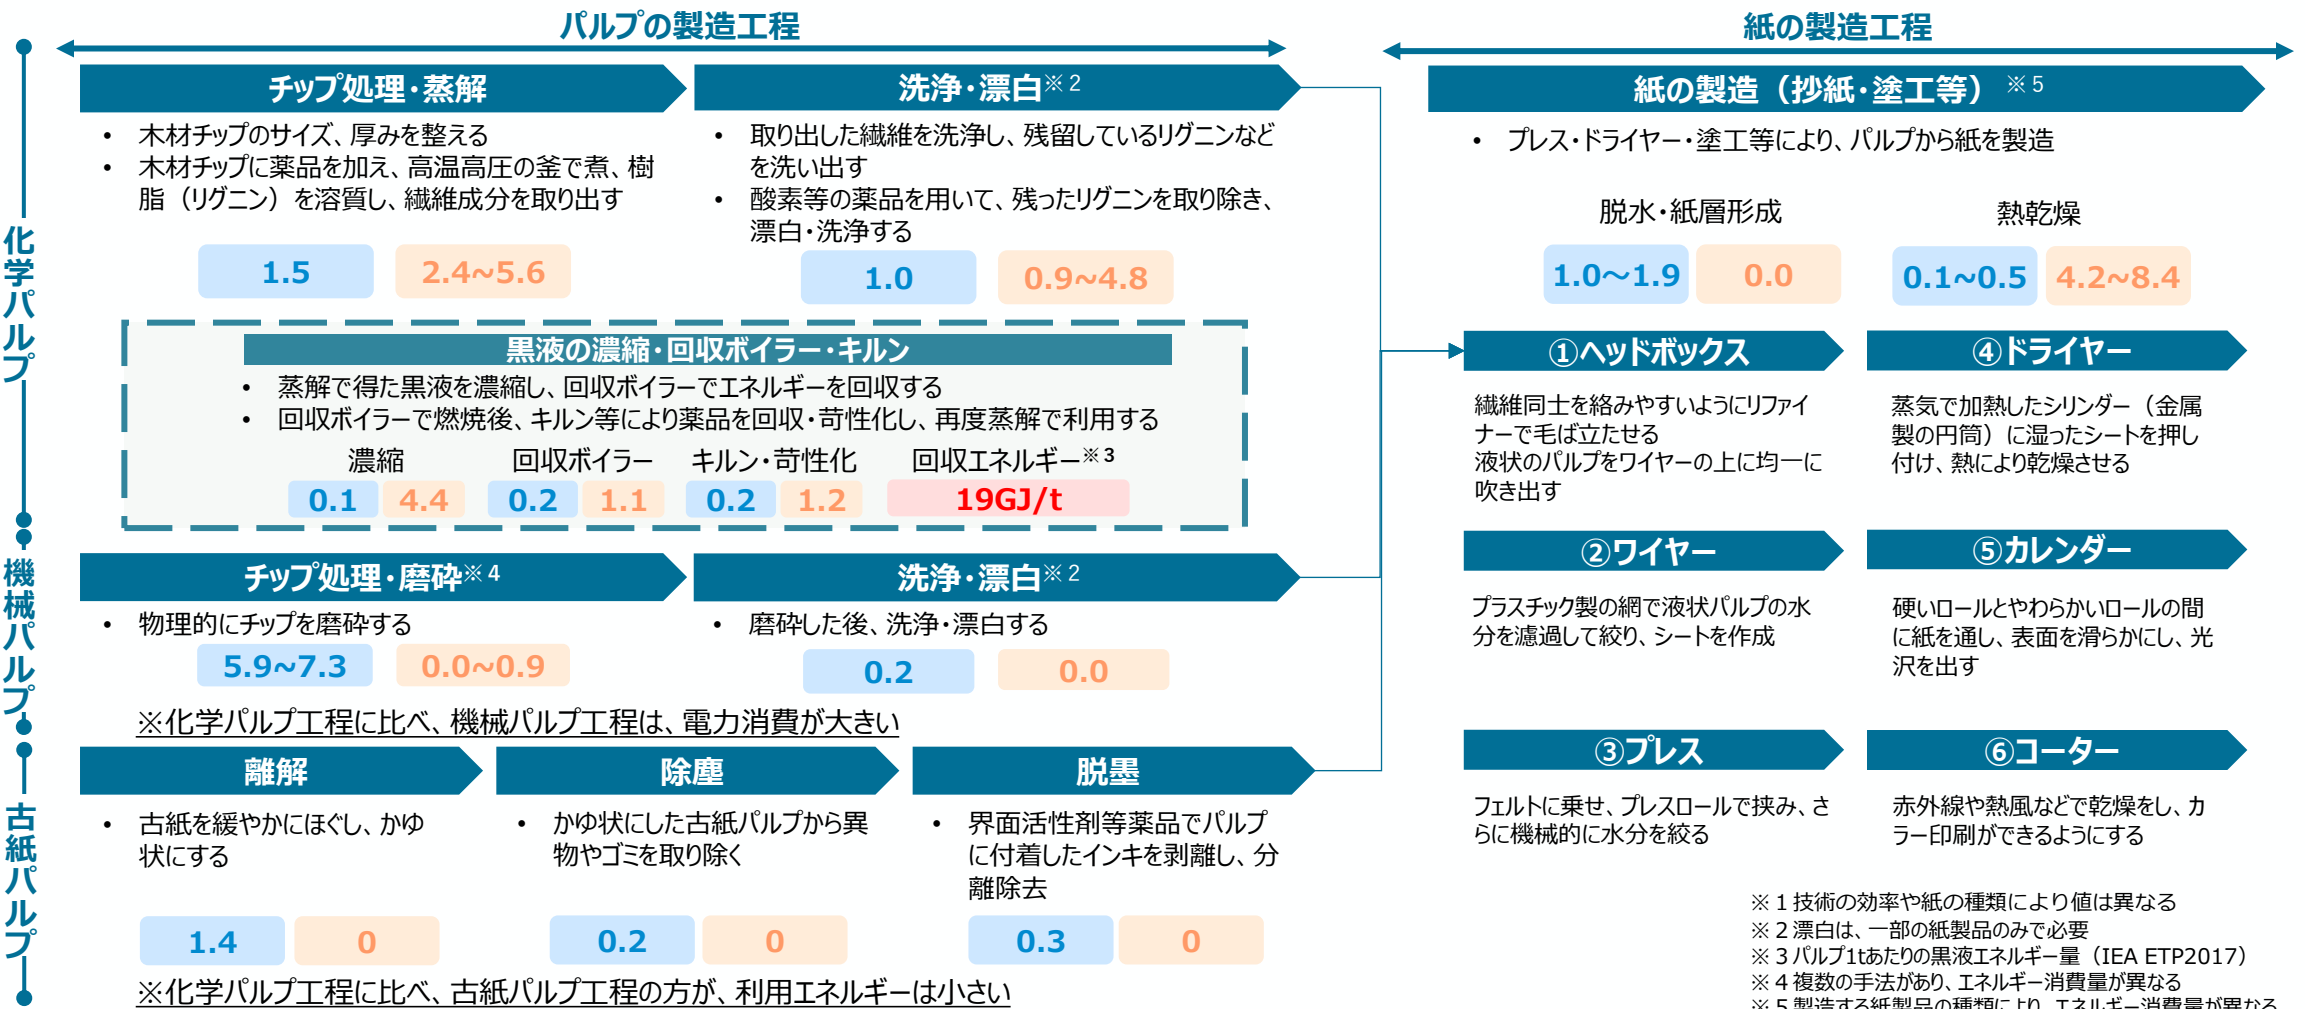 パルプの製造工程
紙の製造工程
化学パルプ
チップ処理・蒸解
• 木材チップのサイズ、厚みを整える
• 木材チップに薬品を加え、高温高圧の釜で煮、樹
脂（リグニン）を溶質し、繊維成分を取り出す
1.5 2.4~5.6
洗浄・漂白※2
• 取り出した繊維を洗浄し、残留しているリグニンなど
を洗い出す
• 酸素等の薬品を用いて、残ったリグニンを取り除き、
漂白・洗浄する
1.0 0.9~4.8
黒液の濃縮・回収ボイラー・キルン
• 蒸解で得た黒液を濃縮し、回収ボイラーでエネルギーを回収する
• 回収ボイラーで燃焼後、キルン等により薬品を回収・苛性化し、再度蒸解で利用する
濃縮 回収ボイラー キルン・苛性化 回収エネルギー※3
0.1 4.4 0.2 1.1 0.2 1.2 19GJ/t
機械パルプ
チップ処理・磨砕※4
• 物理的にチップを磨砕する
5.9~7.3 0.0~0.9
洗浄・漂白※2
• 磨砕した後、洗浄・漂白する
0.2 0.0
※化学パルプ工程に比べ、機械パルプ工程は、電力消費が大きい
古紙パルプ
離解
• 古紙を緩やかにほぐし、かゆ
状にする
1.4 0
除塵
• かゆ状にした古紙パルプから異
物やゴミを取り除く
0.2 0
脱墨
• 界面活性剤等薬品でパルプ
に付着したインキを剥離し、分
離除去
0.3 0
※化学パルプ工程に比べ、古紙パルプ工程の方が、利用エネルギーは小さい
紙の製造（抄紙・塗工等）※5
• プレス・ドライヤー・塗工等により、パルプから紙を製造
脱水・紙層形成 熱乾燥
1.0～1.9 0.0 0.1~0.5 4.2~8.4
①ヘッドボックス
繊維同士を絡みやすいようにリファイ
ナーで毛ば立たせる
液状のパルプをワイヤーの上に均一に
吹き出す
②ワイヤー
プラスチック製の網で液状パルプの水
分を濾過して絞り、シートを作成
③プレス
フェルトに乗せ、プレスロールで挟み、さ
らに機械的に水分を絞る
④ドライヤー
蒸気で加熱したシリンダー（金属
製の円筒）に湿ったシートを押し
付け、熱により乾燥させる
⑤カレンダー
硬いロールとやわらかいロールの間
に紙を通し、表面を滑らかにし、光
沢を出す
⑥コーター
赤外線や熱風などで乾燥をし、カ
ラー印刷ができるようにする
※1 技術の効率や紙の種類により値は異なる
※2 漂白は、一部の紙製品のみで必要
※3 パルプ1tあたりの黒液エネルギー量（IEA ETP2017）
※4 複数の手法があり、エネルギー消費量が異なる
※5 製造する紙製品の種類により、エネルギー消費量が異なる